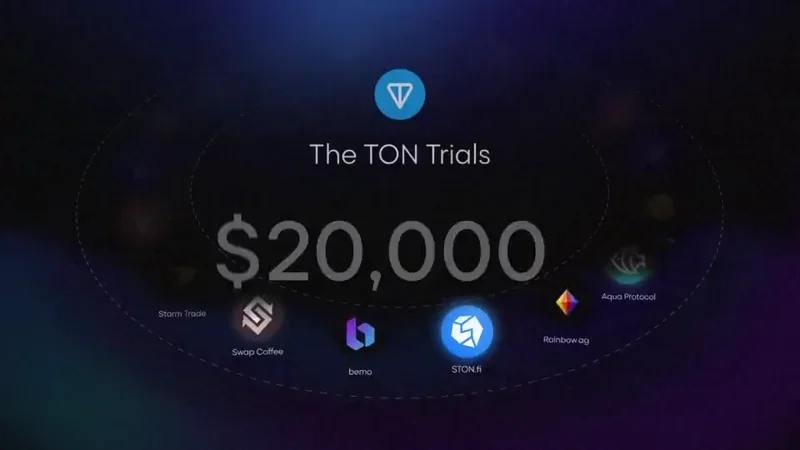 The TON Trials
$20,000
Storm Trade
Swap Coffee
bemo
STON.fi
Rainbow.ag
Aqua Protocol